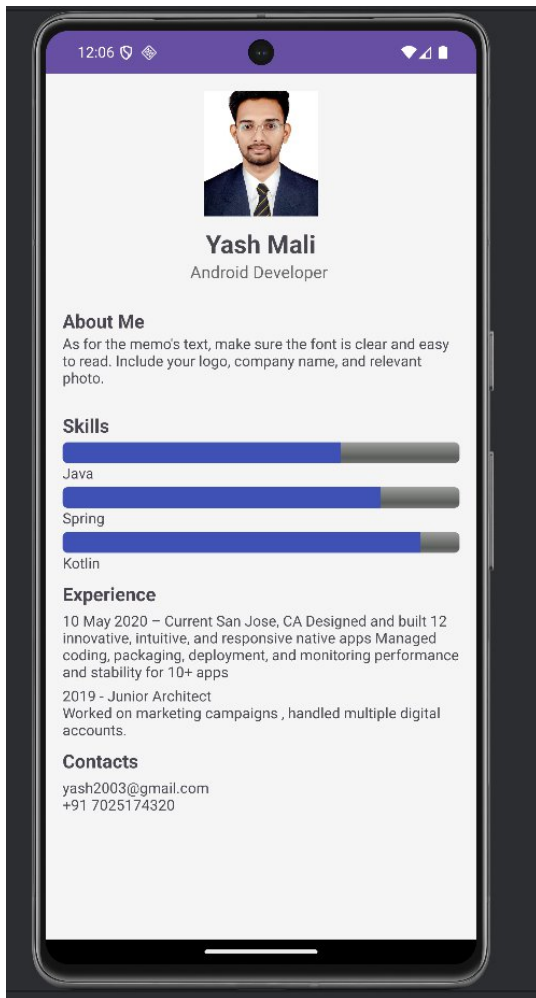 12:06
Yash Mali
Android Developer
About Me
As for the memo's text, make sure the font is clear and easy
to read. Include your logo, company name, and relevant
photo.
Skills
Java
Spring
Kotlin
Experience
10 May 2020 – Current San Jose, CA Designed and built 12
innovative, intuitive, and responsive native apps Managed
coding, packaging, deployment, and monitoring performance
and stability for 10+ apps
2019 - Junior Architect
Worked on marketing campaigns , handled multiple digital
accounts.
Contacts
yash2003@gmail.com
+91 7025174320